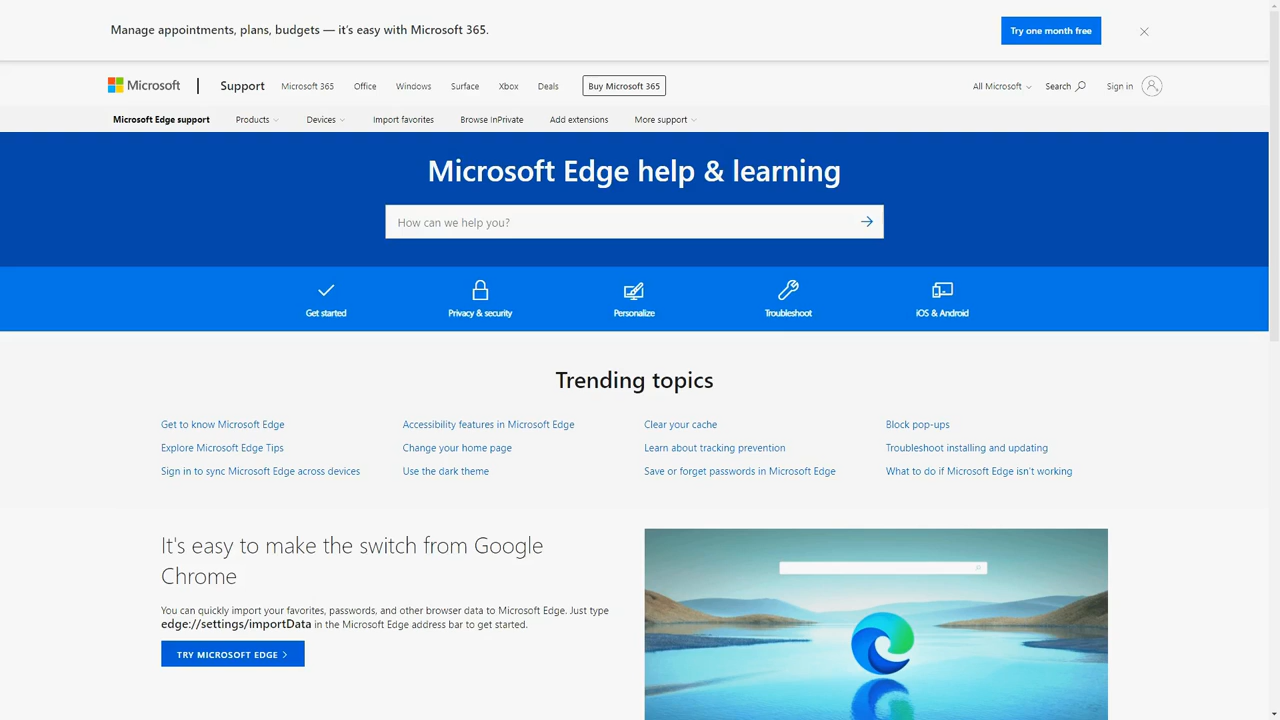 Manage appointments, plans, budgets — it's easy with Microsoft 365.
Try one month free
Microsoft
Support
Microsoft 365
Office
Windows
Surface
Xbox
Deals
Buy Microsoft 365
All Microsoft
Search
Sign in
Microsoft Edge support
Products
Devices
Import favorites
Browse InPrivate
Add extensions
More support
Microsoft Edge help & learning
How can we help you?
Get started
Privacy & security
Personalize
Troubleshoot
iOS & Android
Trending topics
Get to know Microsoft Edge
Explore Microsoft Edge Tips
Sign in to sync Microsoft Edge across devices
Accessibility features in Microsoft Edge
Change your home page
Use the dark theme
Clear your cache
Learn about tracking prevention
Save or forget passwords in Microsoft Edge
Block pop-ups
Troubleshoot installing and updating
What to do if Microsoft Edge isn't working
It's easy to make the switch from Google
Chrome
You can quickly import your favorites, passwords, and other browser data to Microsoft Edge. Just type
edge://settings/importData in the Microsoft Edge address bar to get started.
TRY MICROSOFT EDGE